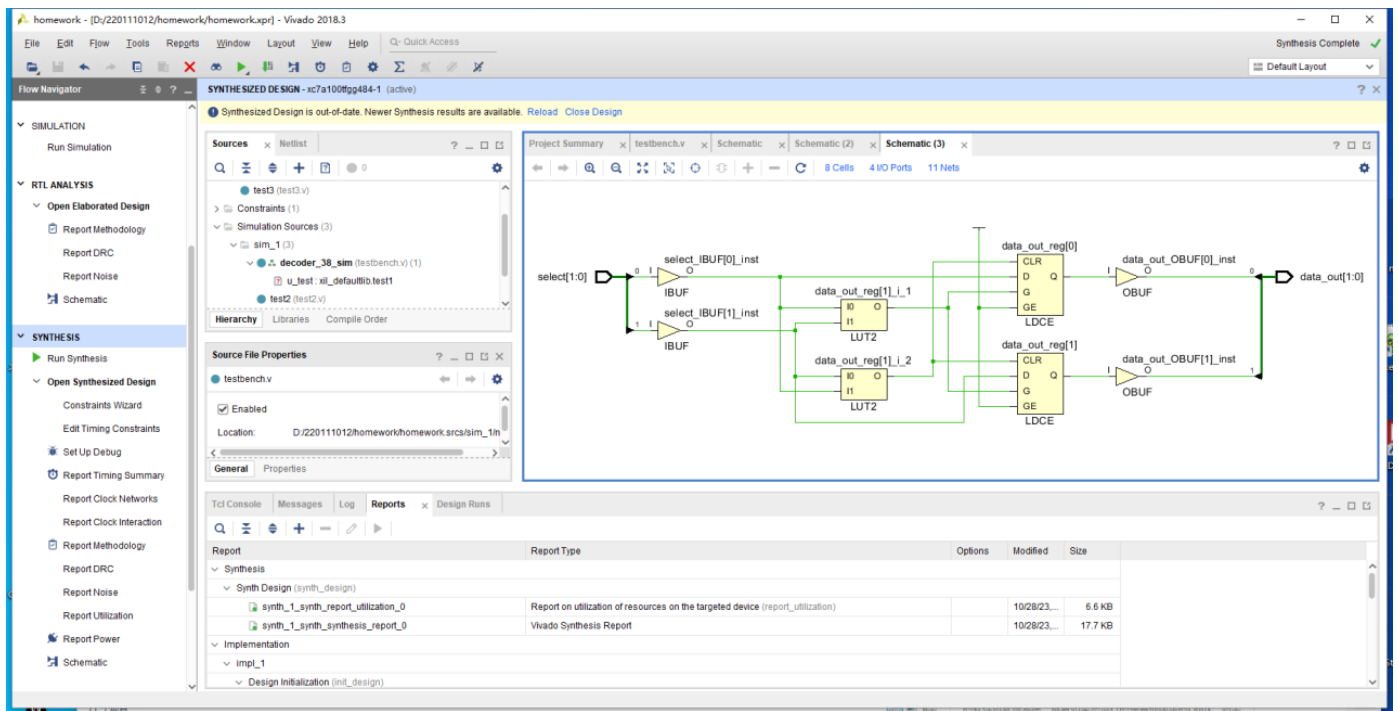 homework - [D:/220111012/homework/homework.xpr] - Vivado 2018.3
File Edit Flow Tools Reports Window Layout View Help Q- Quick Access
Synthesis Complete
Default Layout
Flow Navigator
SYNTHESIZED DESIGN - xc7a100tfgg484-1 (active)
Synthesized Design is out-of-date. Newer Synthesis results are available. Reload Close Design
SIMULATION
Run Simulation
RTL ANALYSIS
Open Elaborated Design
Report Methodology
Report DRC
Report Noise
Schematic
SYNTHESIS
Run Synthesis
Open Synthesized Design
Constraints Wizard
Edit Timing Constraints
Set Up Debug
Report Timing Summary
Report Clock Networks
Report Clock Interaction
Report Methodology
Report DRC
Report Noise
Report Utilization
Report Power
Schematic
Sources Netlist
0
test3 (test3.v)
Constraints (1)
Simulation Sources (3)
sim_1 (3)
decoder_38_sim (testbench.v) (1)
u_test : xil_defaultlib.test1
test2 (test2.v)
Hierarchy Libraries Compile Order
Source File Properties
testbench.v
Enabled
Location: D:/220111012/homework/homework.srcs/sim_1/n
General Properties
Project Summary testbench.v Schematic Schematic (2) Schematic (3)
8 Cells 4 I/O Ports 11 Nets
select[1:0]
0
1
select_IBUF[0]_inst
I O
IBUF
select_IBUF[1]_inst
I O
IBUF
data_out_reg[1]_i_1
I0 O
I1
LUT2
data_out_reg[1]_i_2
I0 O
I1
LUT2
data_out_reg[0]
CLR
D Q
G
GE
LDCE
data_out_reg[1]
CLR
D Q
G
GE
LDCE
data_out_OBUF[0]_inst
I O
OBUF
data_out_OBUF[1]_inst
I O
OBUF
0
1
data_out[1:0]
Tcl Console Messages Log Reports Design Runs
Report Report Type Options Modified Size
Synthesis
Synth Design (synth_design)
synth_1_synth_report_utilization_0 Report on utilization of resources on the targeted device (report_utilization) 10/28/23,... 6.6 KB
synth_1_synth_synthesis_report_0 Vivado Synthesis Report 10/28/23,... 17.7 KB
Implementation
impl_1
Design Initialization (init_design)